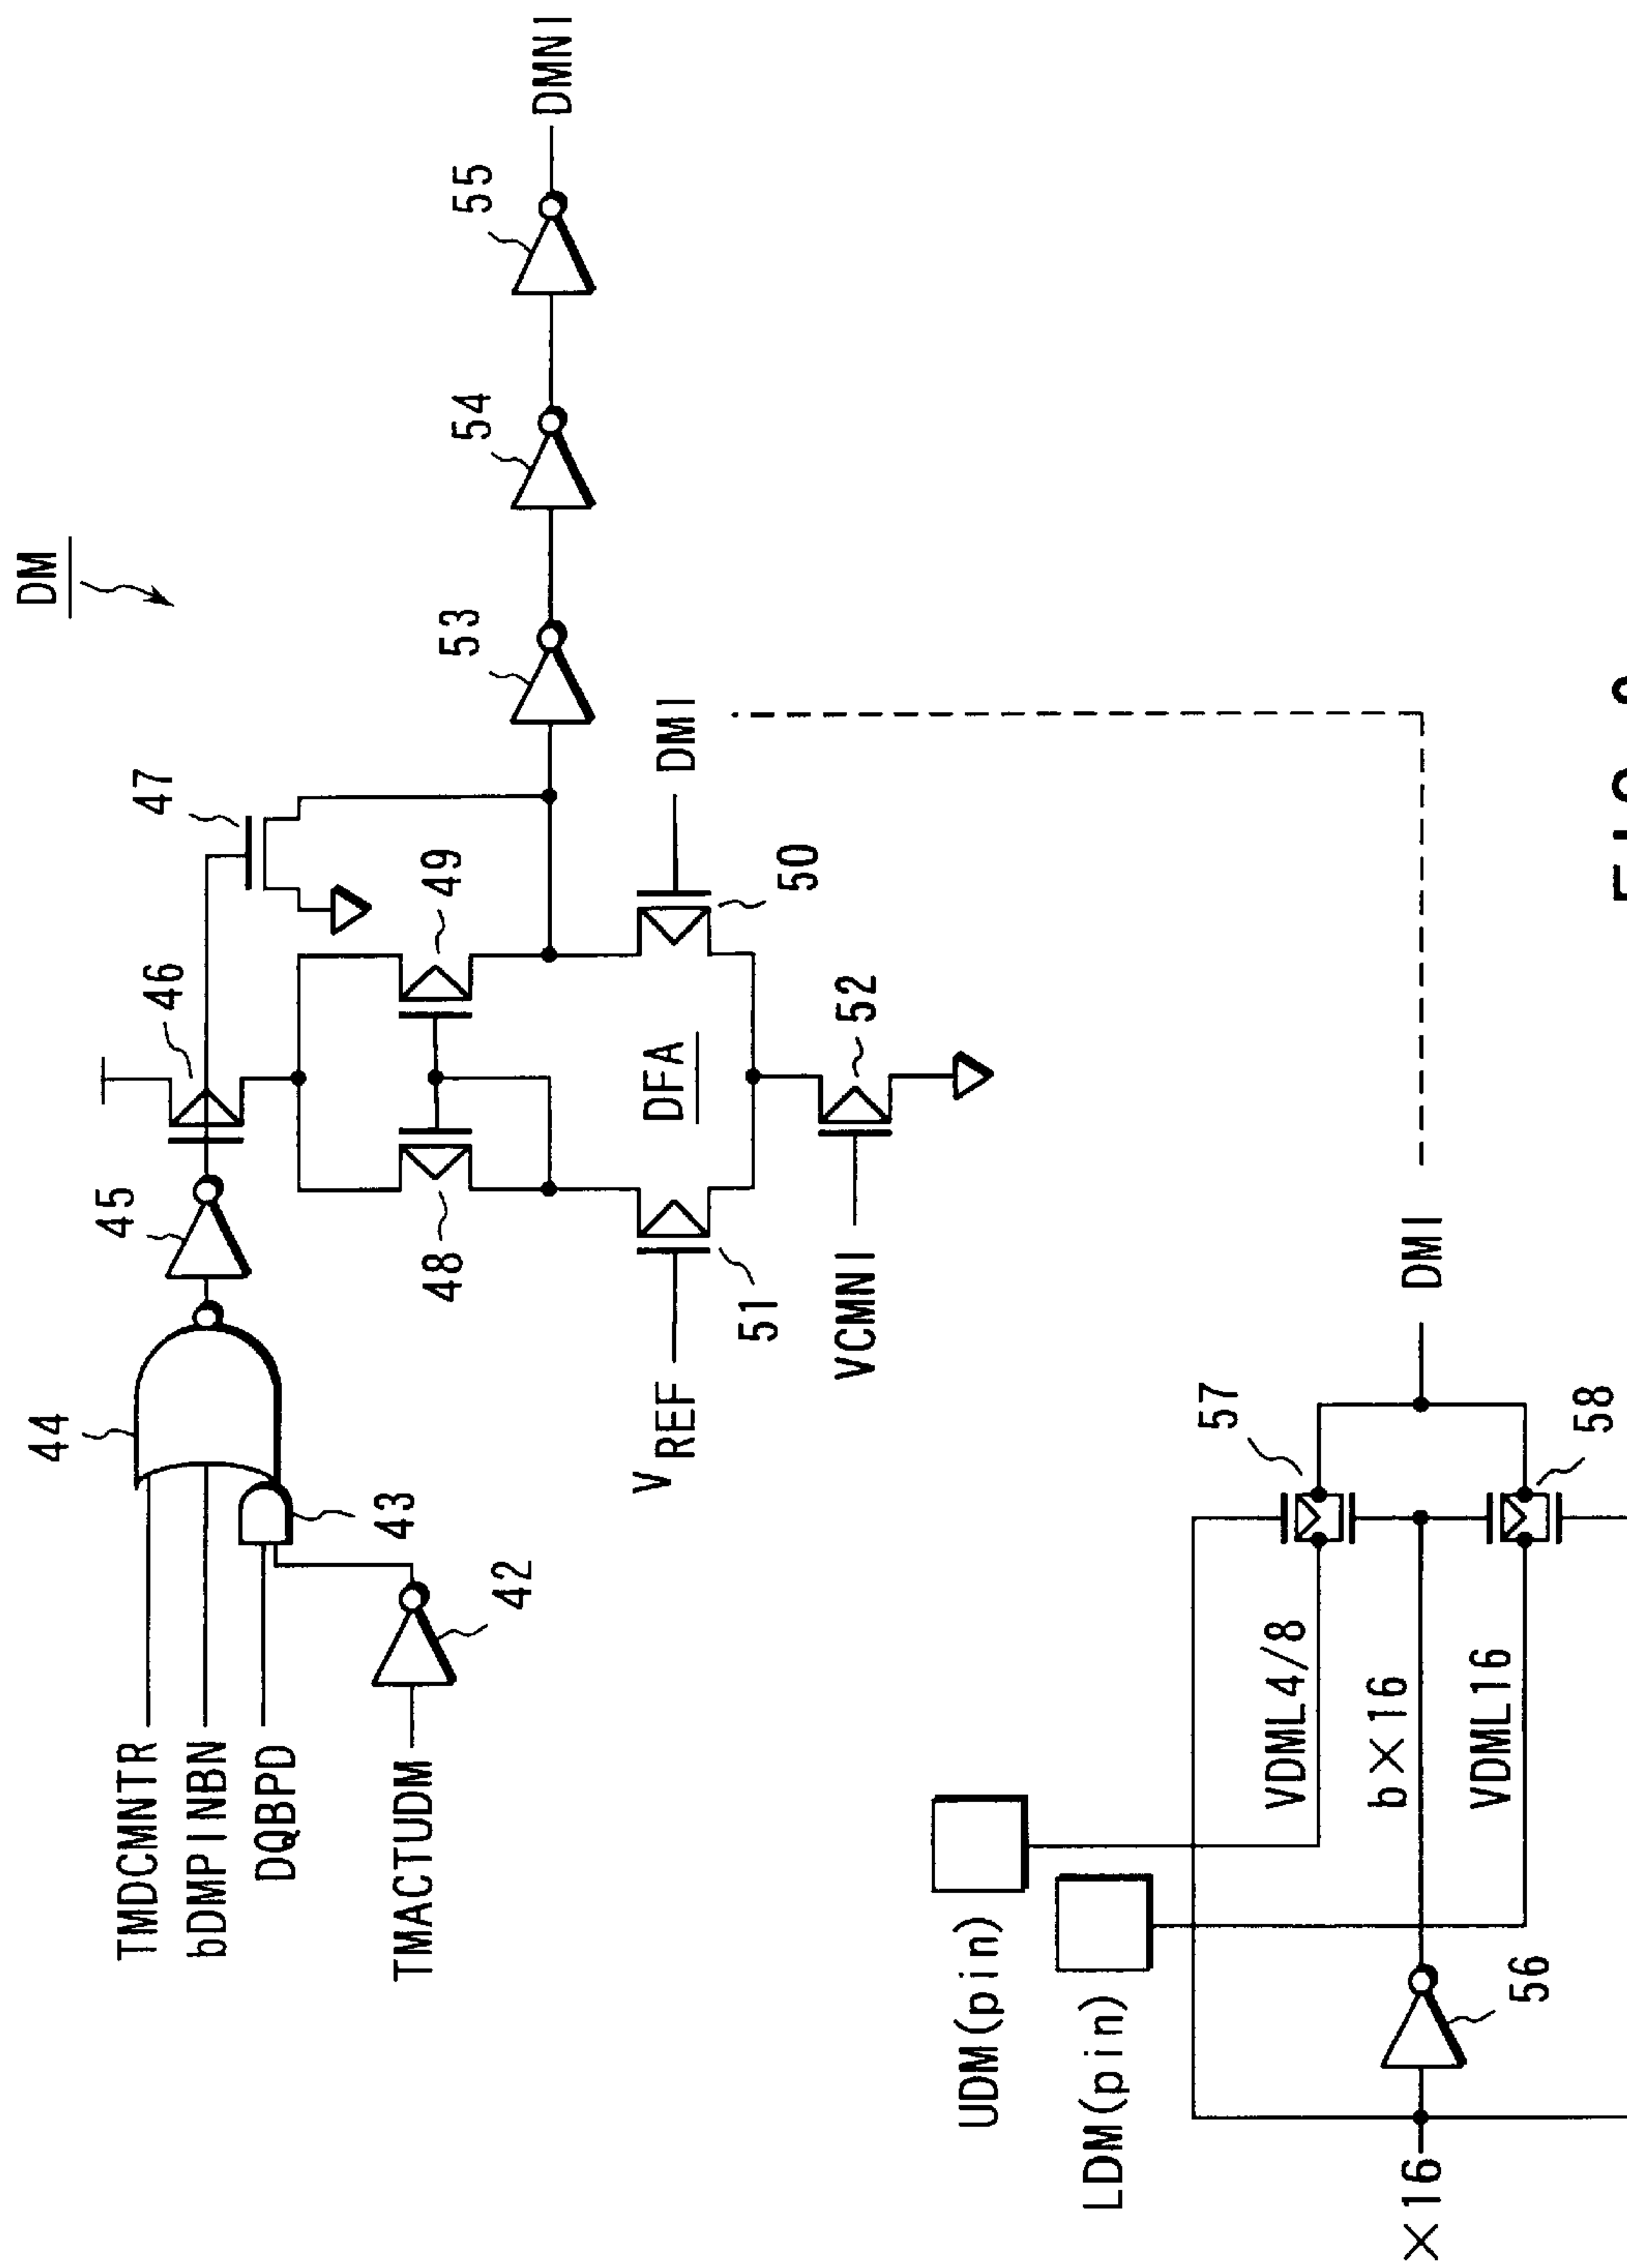 DM
TMDCMNTR
bDMPINBN
DQBPD
TMACTUDM
42
43
44
45
46
47
48
49
DFA
VREF
51
50
DMI
VCMNI
52
53
54
55
DMNI
UDM(pin)
LDM(pin)
×16
56
VDML4/8
b×16
VDML16
57
58
DMI